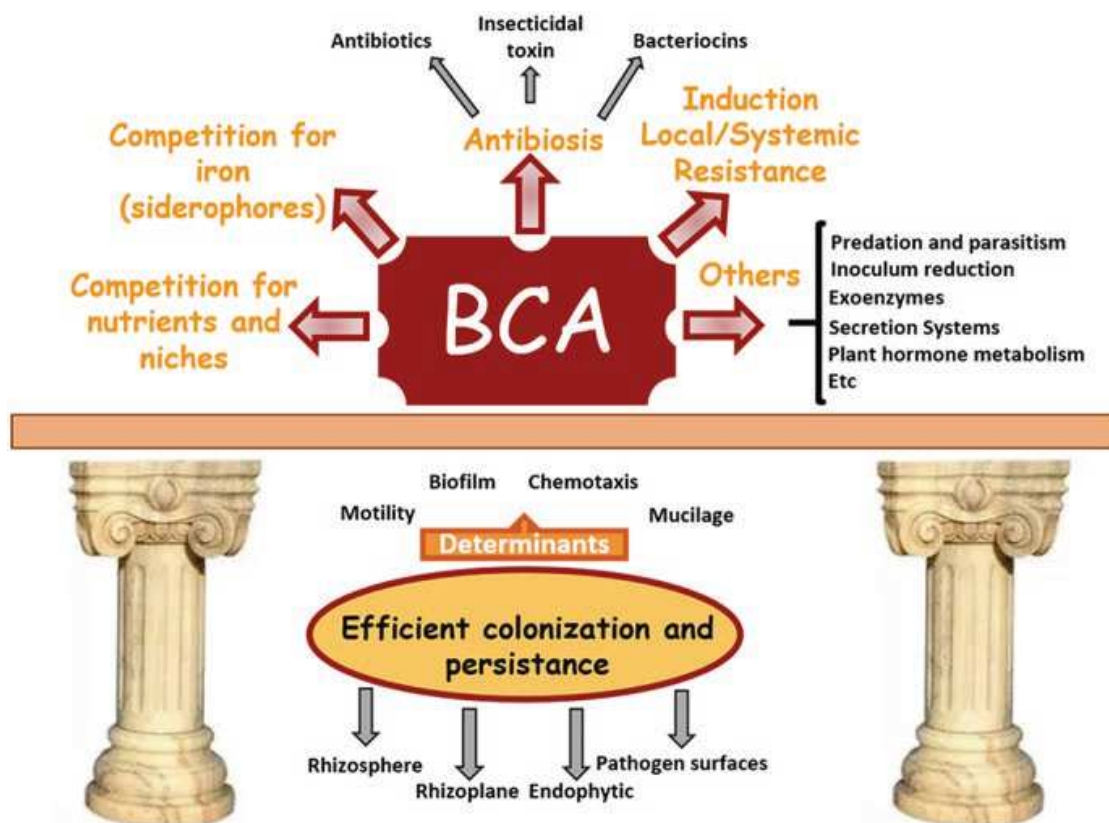 Antibiotics
Insecticidal
toxin
Bacteriocins
Antibiosis
Induction
Local/Systemic
Resistance
Competition for
iron
(siderophores)
Competition for
nutrients and
niches
BCA
Others
Predation and parasitism
Inoculum reduction
Exoenzymes
Secretion Systems
Plant hormone metabolism
Etc
Biofilm
Chemotaxis
Motility
Mucilage
Determinants
Efficient colonization and
persistance
Rhizosphere
Rhizoplane
Endophytic
Pathogen surfaces